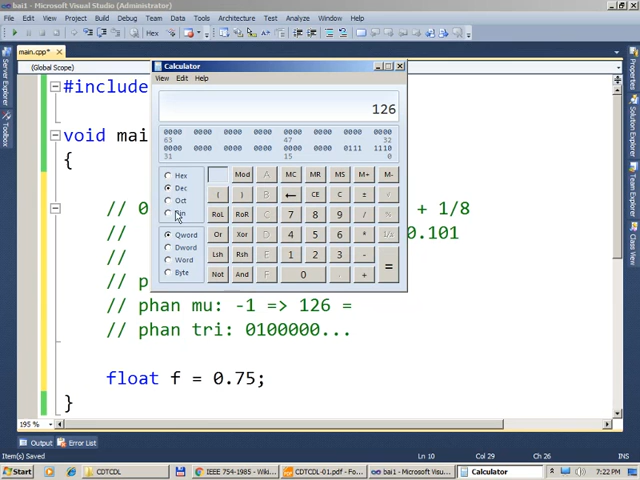 bai1 - Microsoft Visual Studio (Administrator)
File Edit View Project Build Debug Team Data Tools Architecture Test Analyze Window Help
Hex
main.cpp*
(Global Scope)
Server Explorer
Toolbox
Properties
Solution Explorer
Team Explorer
#include
void mai
{
// 0 + 1/8
// 0.101
//
// p
// phan mu: -1 => 126 =
// phan tri: 0100000...
float f = 0.75;
}
Calculator
View Edit Help
126
0000 0000 0000 0000 0000 0000 0000 0000
63 47 32
0000 0000 0000 0000 0000 0000 0111 1110
31 15 0
Hex
Dec
Oct
Bin
Qword
Dword
Word
Byte
Mod A MC MR MS M+ M-
( ) B ← CE C ± √
RoL RoR C 7 8 9 / %
Or Xor D 4 5 6 * 1/x
Lsh Rsh E 1 2 3 - =
Not And F 0 . +
195 %
Output Error List
Item(s) Saved Ln 10 Col 29 Ch 26 INS
Start CDTCDL IEEE 754-1985 - Wiki... CDTCDL-01.pdf - Fo... bai1 - Microsoft Visu... Calculator 7:22 PM